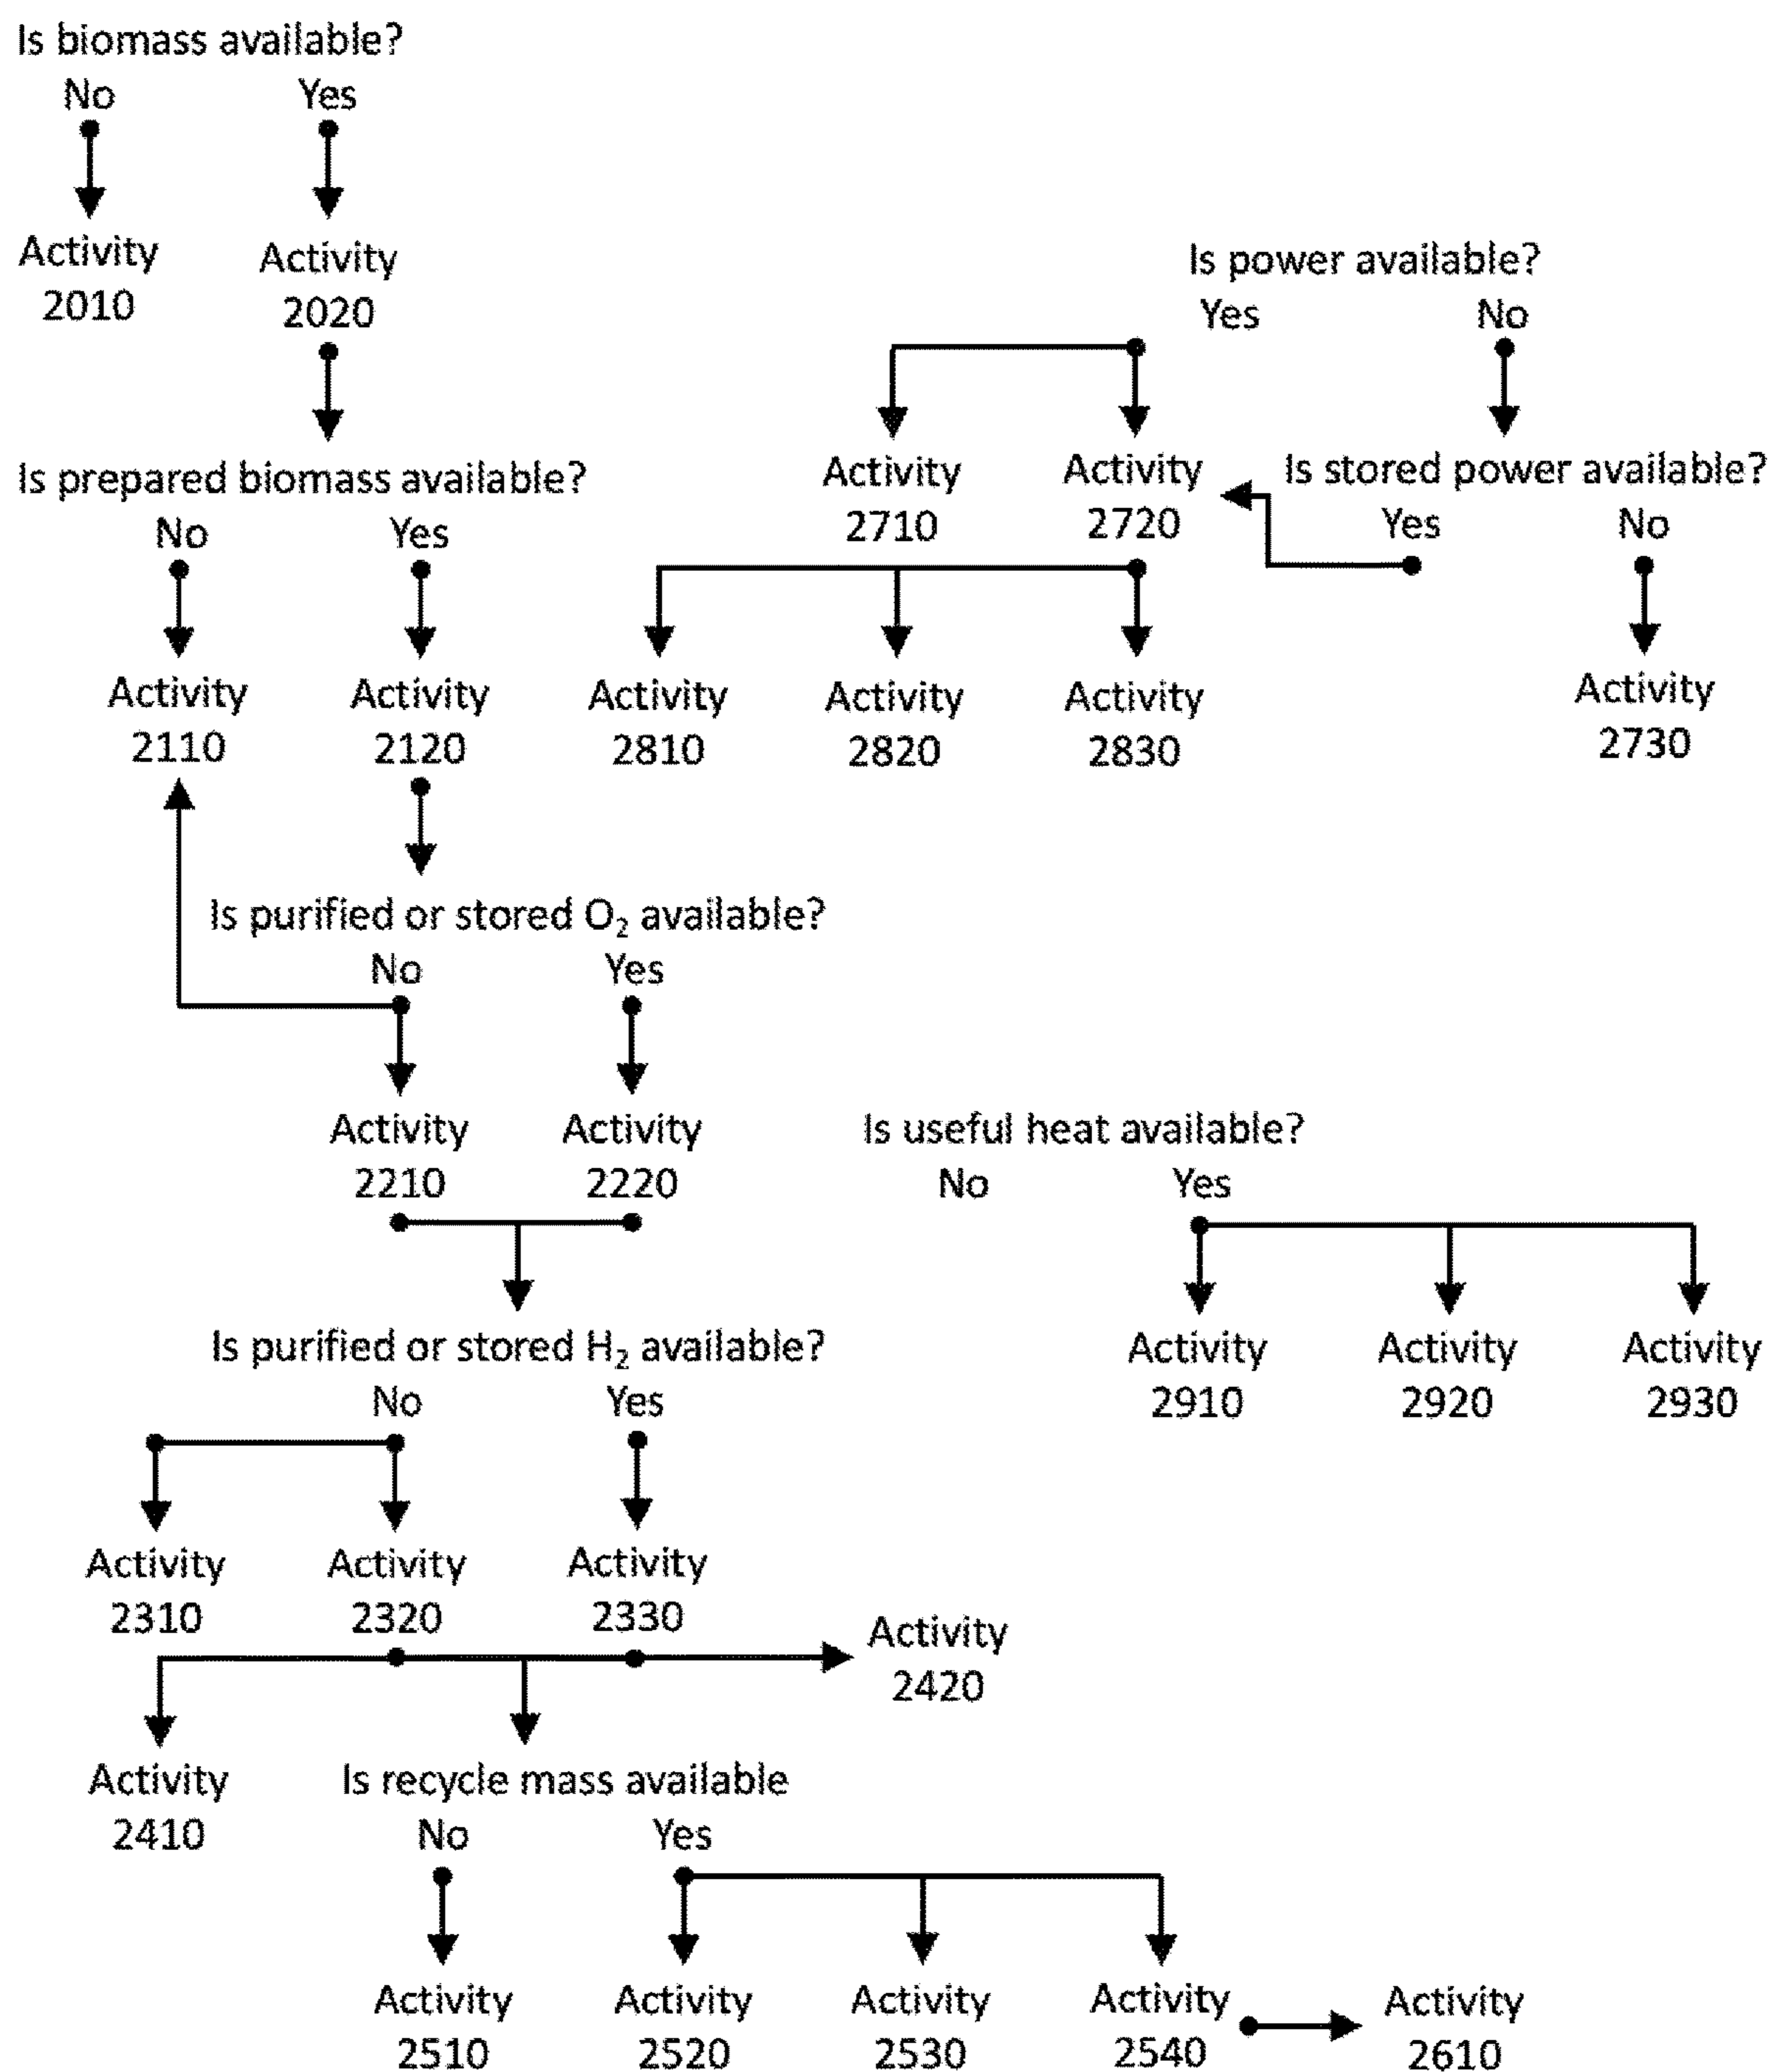 Is biomass available?
No Yes
Activity
2010
Activity
2020
Is prepared biomass available?
No Yes
Activity
2110
Activity
2120
Is purified or stored O₂ available?
No Yes
Activity
2210
Activity
2220
Is purified or stored H₂ available?
No Yes
Activity
2310
Activity
2320
Activity
2330
Activity
2420
Activity
2410
Is recycle mass available
No Yes
Activity
2510
Activity
2520
Activity
2530
Activity
2540
Activity
2610
Is power available?
Yes No
Activity
2710
Activity
2720
Is stored power available?
Yes No
Activity
2730
Activity
2810
Activity
2820
Activity
2830
Is useful heat available?
No Yes
Activity
2910
Activity
2920
Activity
2930